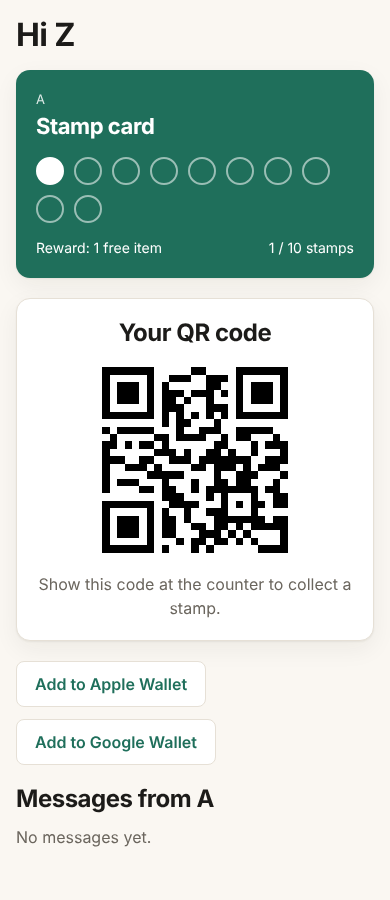 Hi Z
A
Stamp card
Reward: 1 free item
1 / 10 stamps
Your QR code
Show this code at the counter to collect a
stamp.
Add to Apple Wallet
Add to Google Wallet
Messages from A
No messages yet.